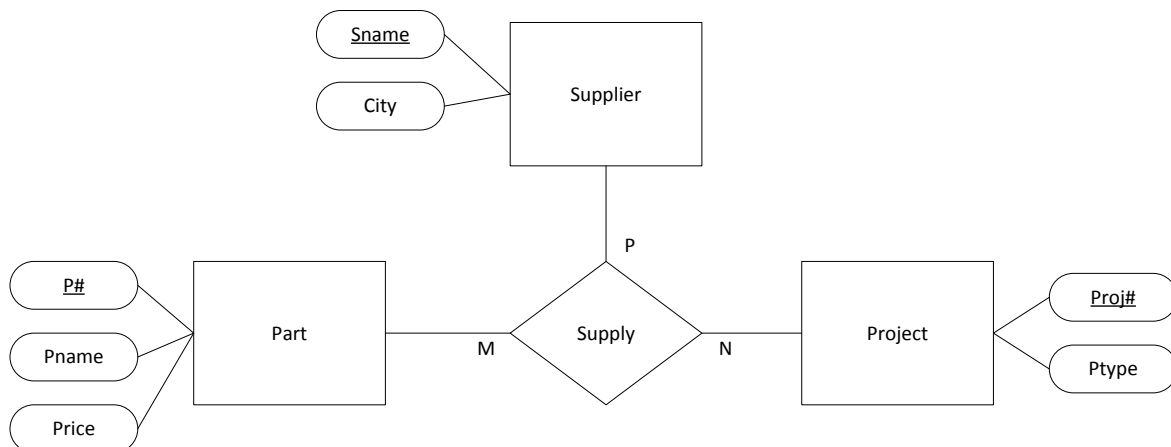 Sname
City
Supplier
P
P#
Pname
Price
Part
M
Supply
N
Project
Proj#
Ptype